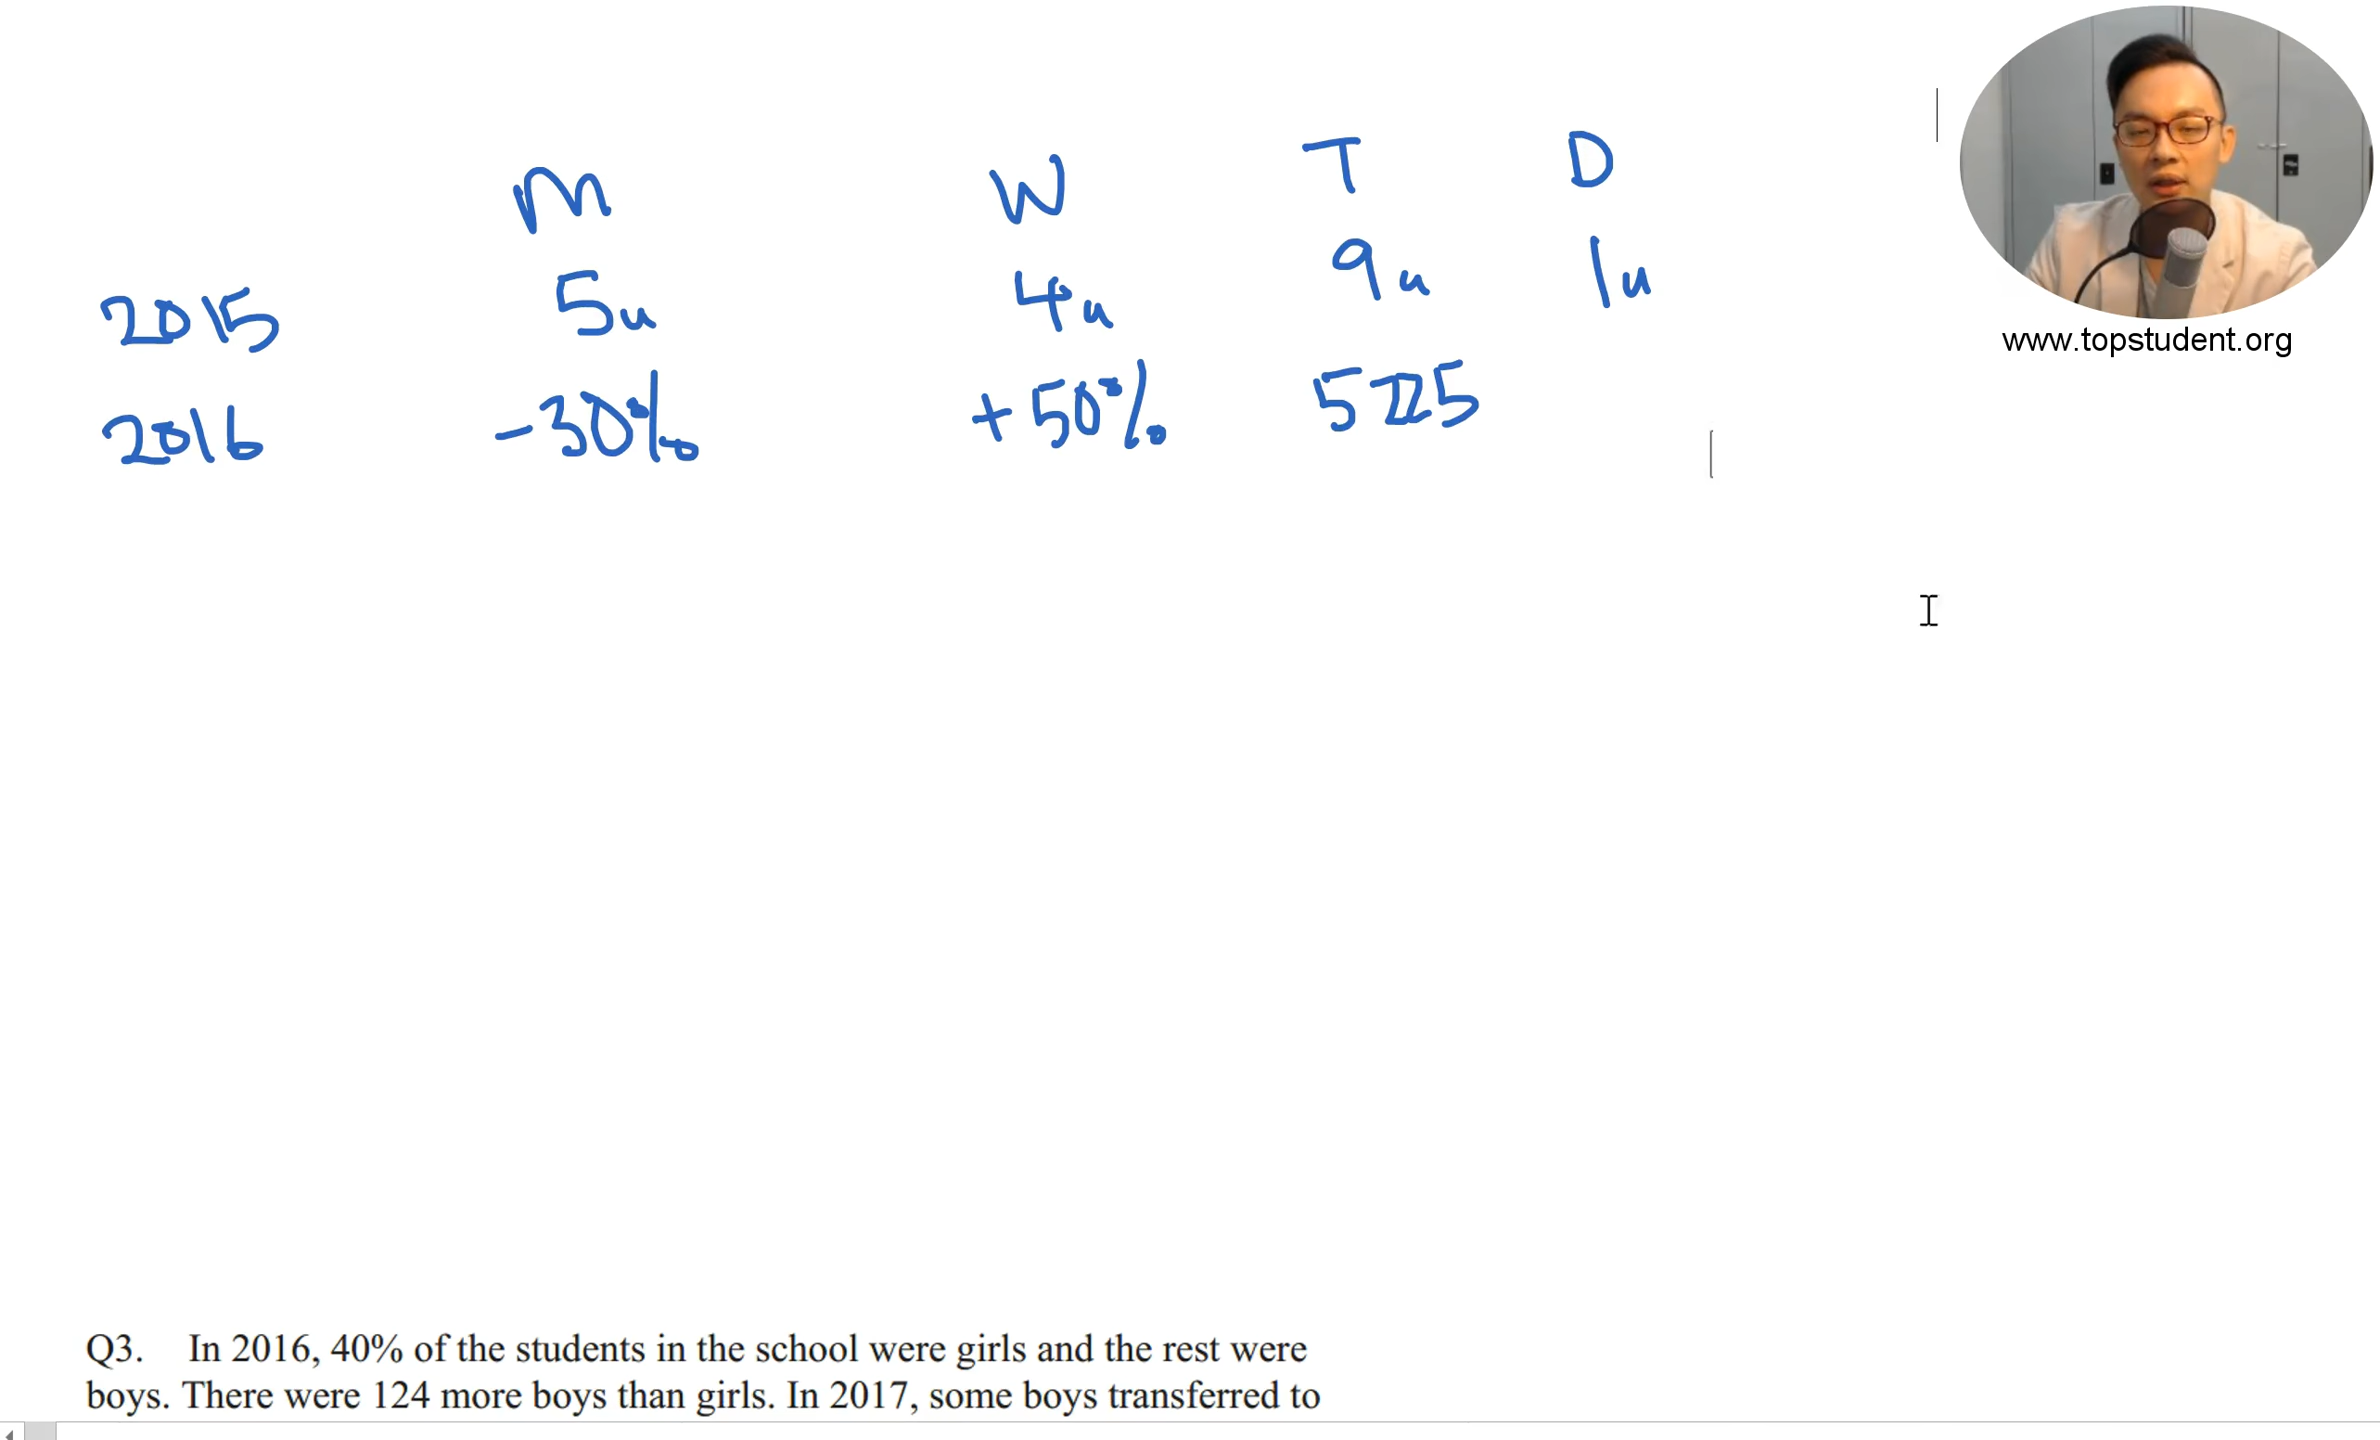 M W T D
2015 5u 4u 9u 1u
2016 -30% +50% 5225
www.topstudent.org
Q3. In 2016, 40% of the students in the school were girls and the rest were
boys. There were 124 more boys than girls. In 2017, some boys transferred to